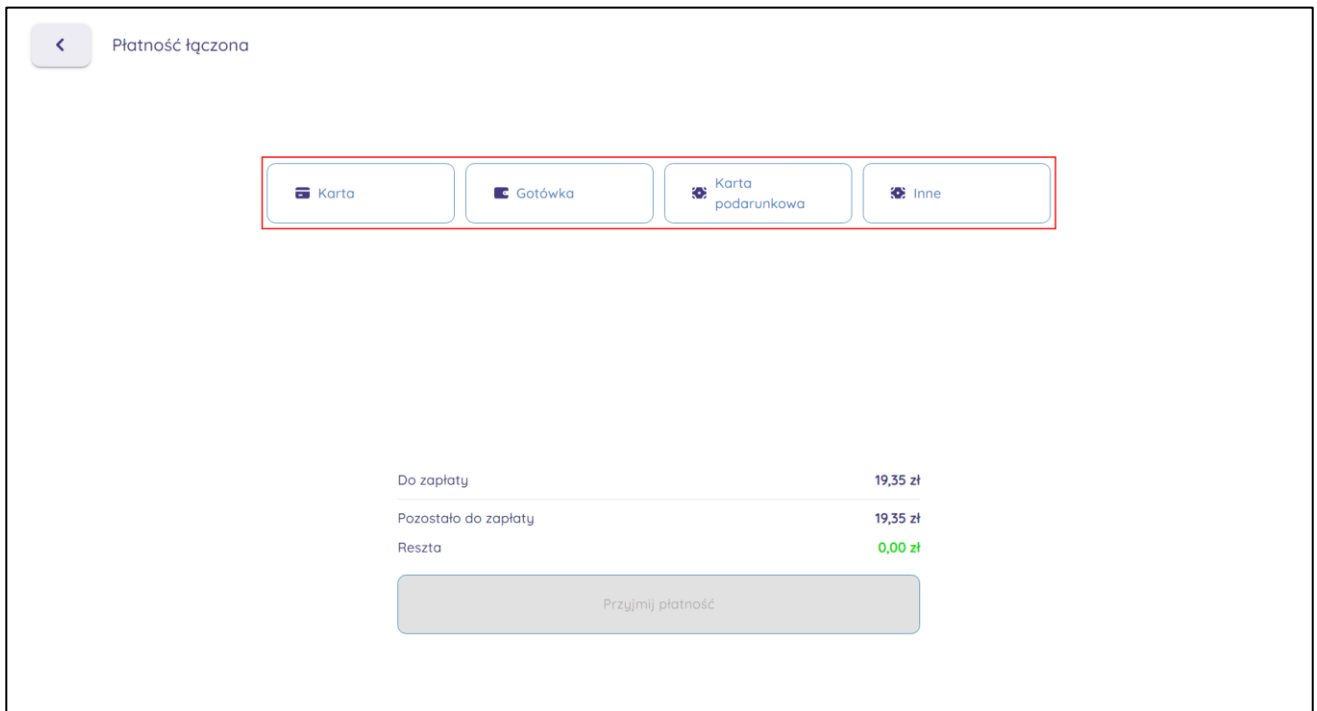 Płatność łączona
Karta
Gotówka
Karta
podarunkowa
Inne
Do zapłaty 19,35 zł
Pozostało do zapłaty 19,35 zł
Reszta 0,00 zł
Przyjmij płatność